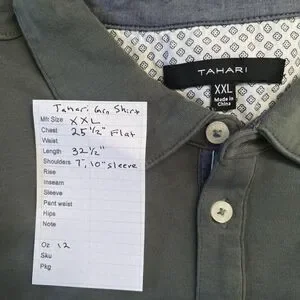 TAHARI
XXL
Made in
China
Tahari Grn Shirt
Mfr Size XXL
Chest 25 1/2" Flat
Waist
Length 32 1/2"
Shoulders 7", 10" sleeve
Rise
Inseam
Sleeve
Pant waist
Hips
Note
Oz 12
Sku
Pkg